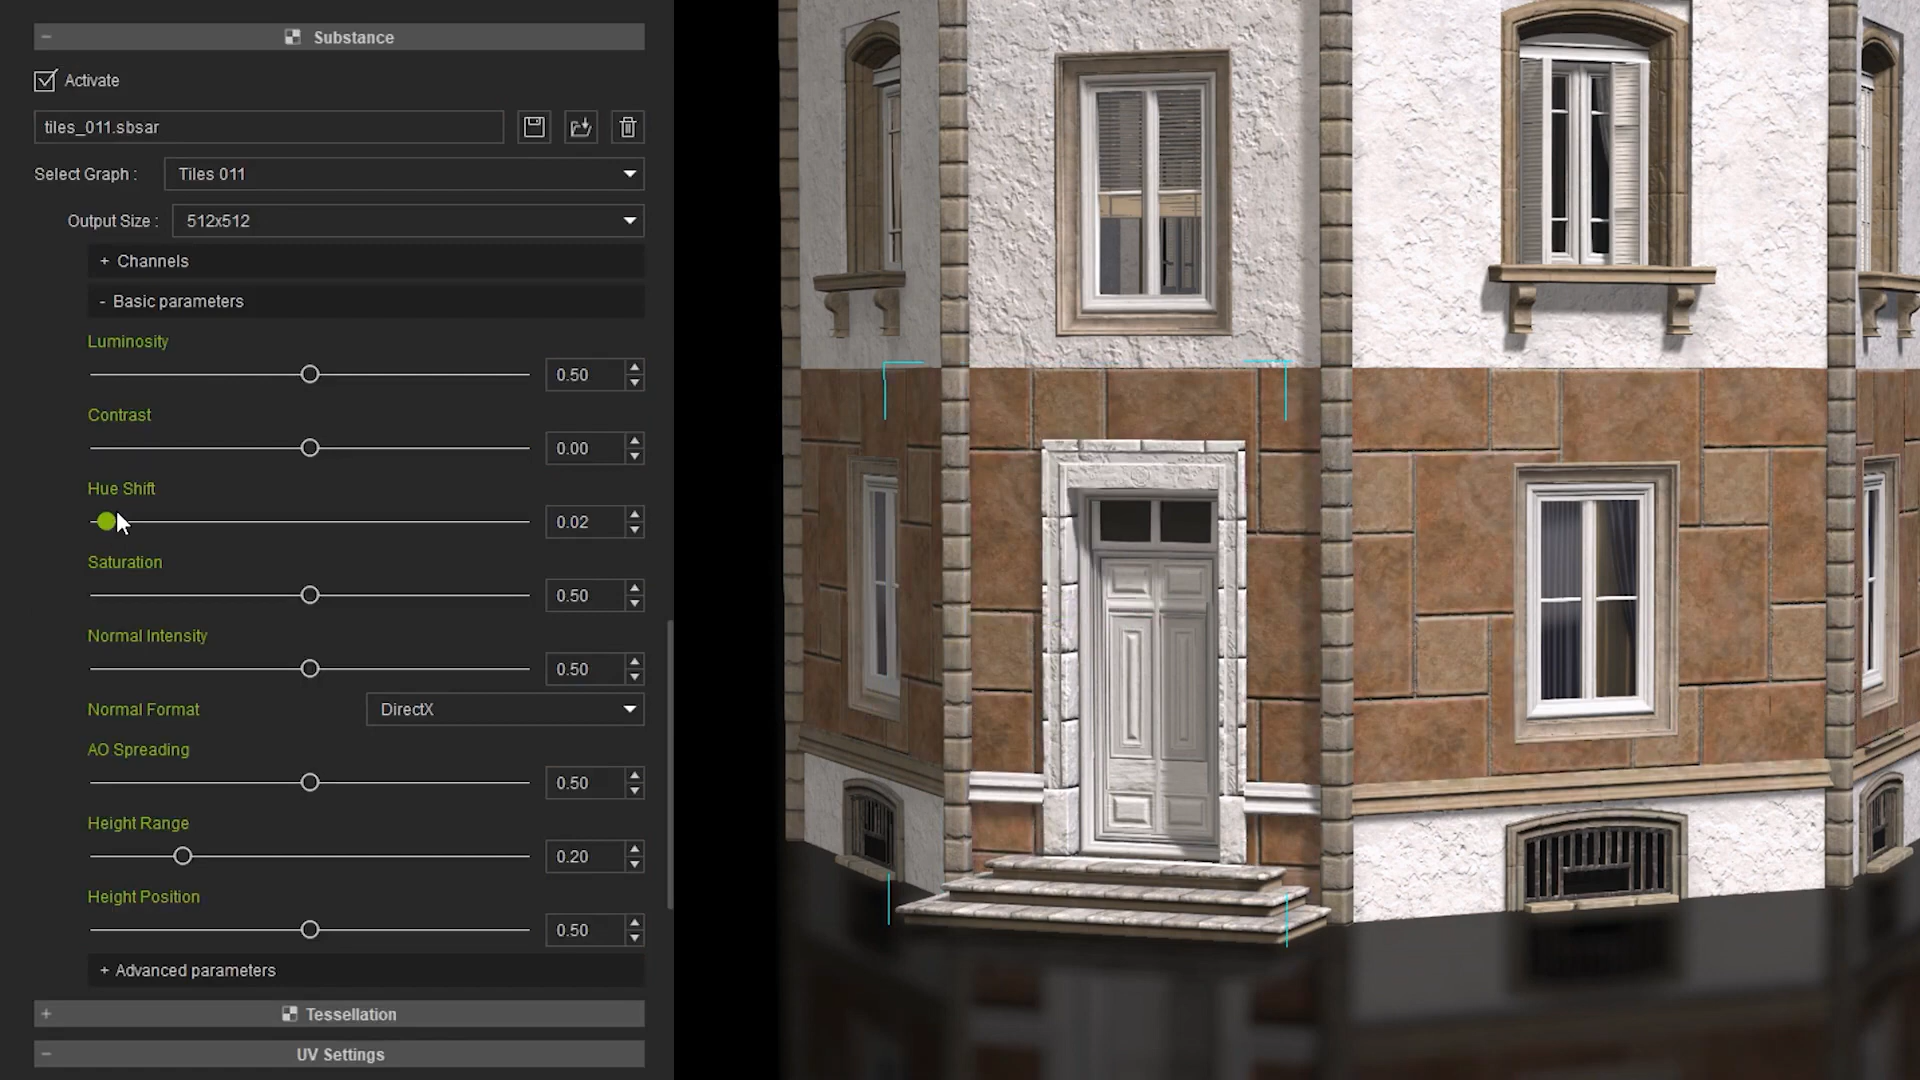 Substance
Activate
tiles_011.sbsar
Select Graph : Tiles 011
Output Size : 512x512
+ Channels
- Basic parameters
Luminosity
0.50
Contrast
0.00
Hue Shift
0.02
Saturation
0.50
Normal Intensity
0.50
Normal Format DirectX
AO Spreading
0.50
Height Range
0.20
Height Position
0.50
+ Advanced parameters
+ Tessellation
- UV Settings